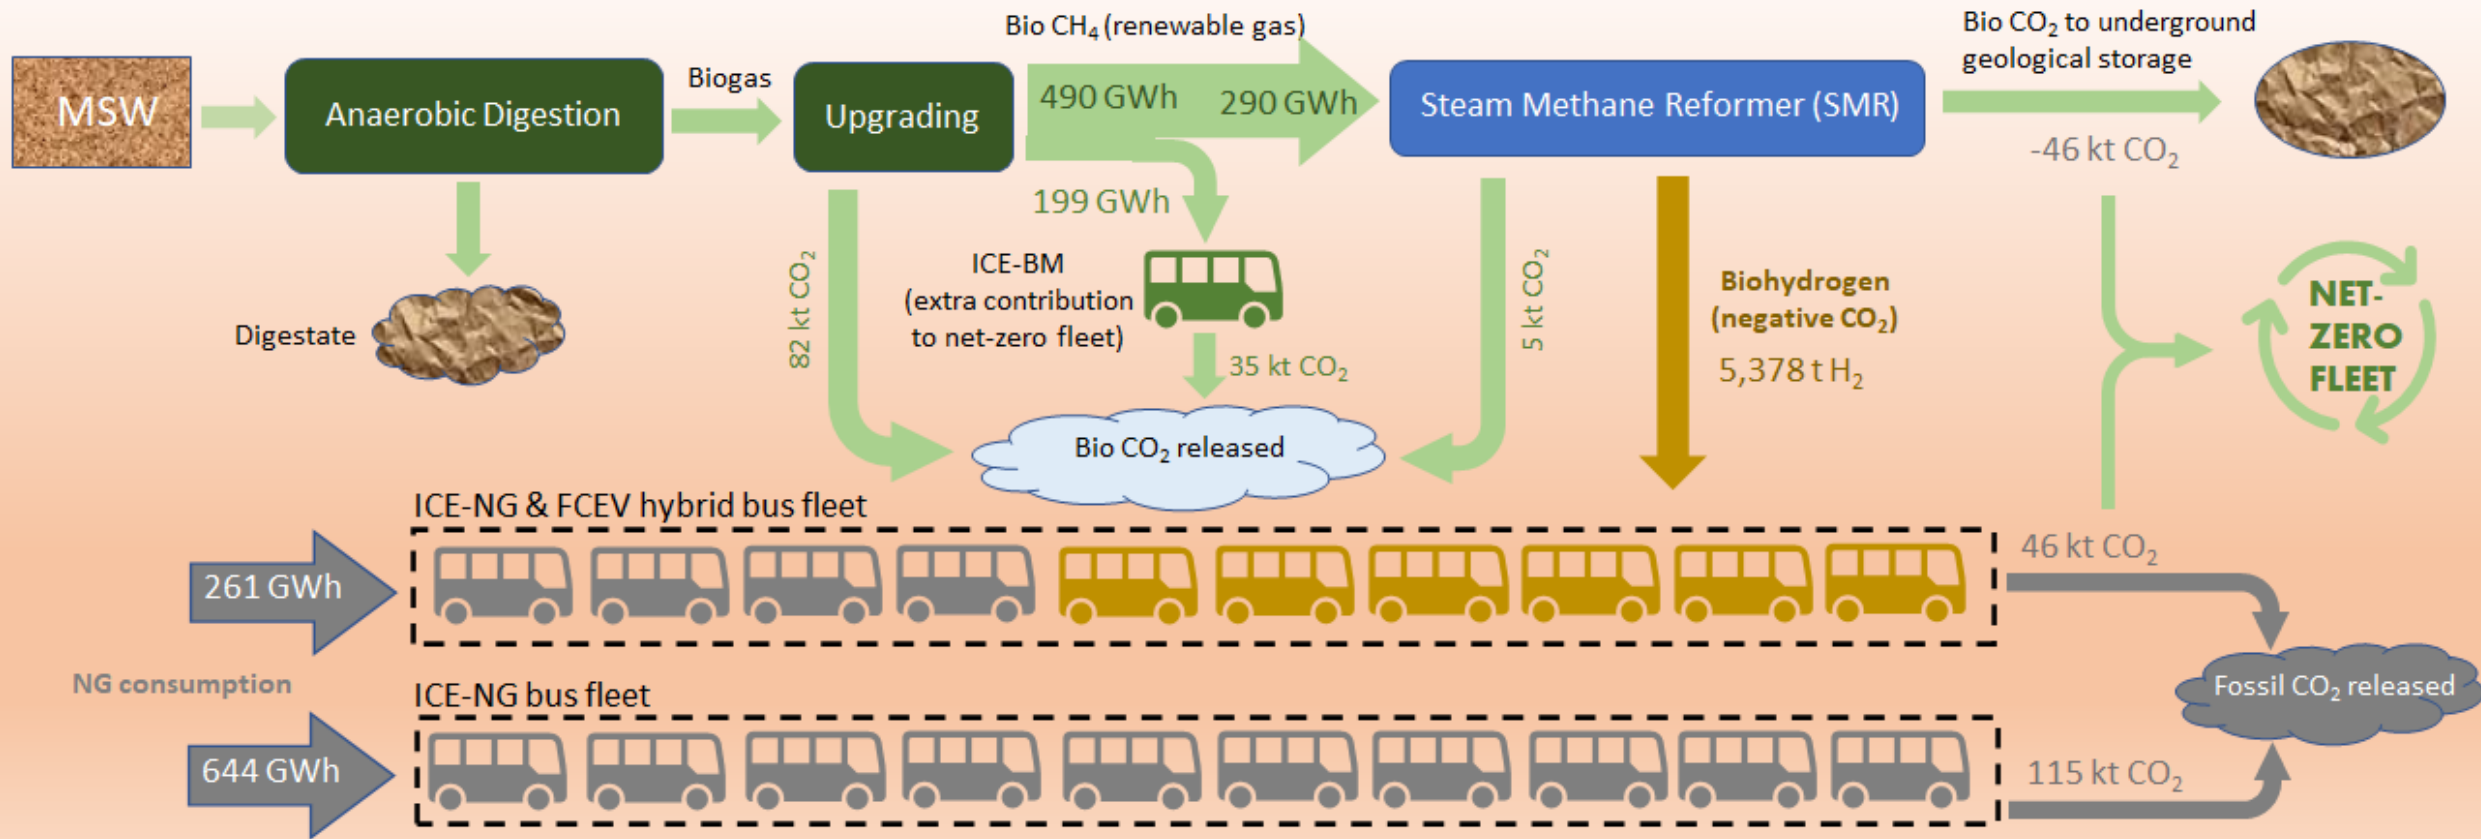 Bio CH₄ (renewable gas)
Bio CO₂ to underground
geological storage
MSW
Anaerobic Digestion
Biogas
Upgrading
490 GWh
290 GWh
Steam Methane Reformer (SMR)
-46 kt CO₂
199 GWh
82 kt CO₂
ICE-BM
(extra contribution
to net-zero fleet)
35 kt CO₂
5 kt CO₂
Biohydrogen
(negative CO₂)
5,378 t H₂
NET-
ZERO
FLEET
Digestate
Bio CO₂ released
ICE-NG & FCEV hybrid bus fleet
261 GWh
46 kt CO₂
NG consumption
ICE-NG bus fleet
Fossil CO₂ released
644 GWh
115 kt CO₂